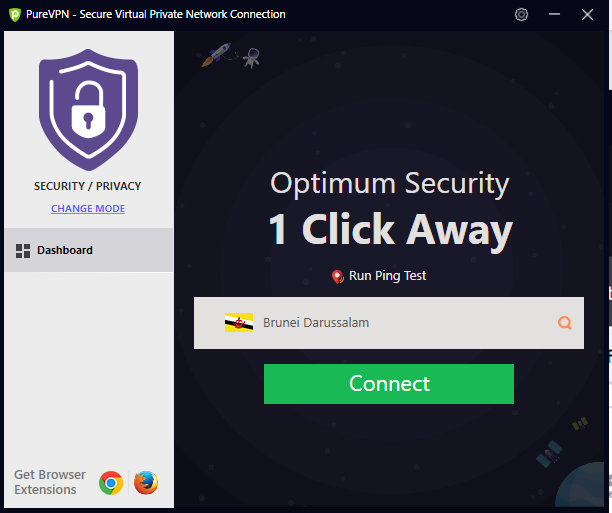 PureVPN - Secure Virtual Private Network Connection
SECURITY / PRIVACY
CHANGE MODE
Dashboard
Get Browser
Extensions
Optimum Security
1 Click Away
Run Ping Test
Brunei Darussalam
Connect